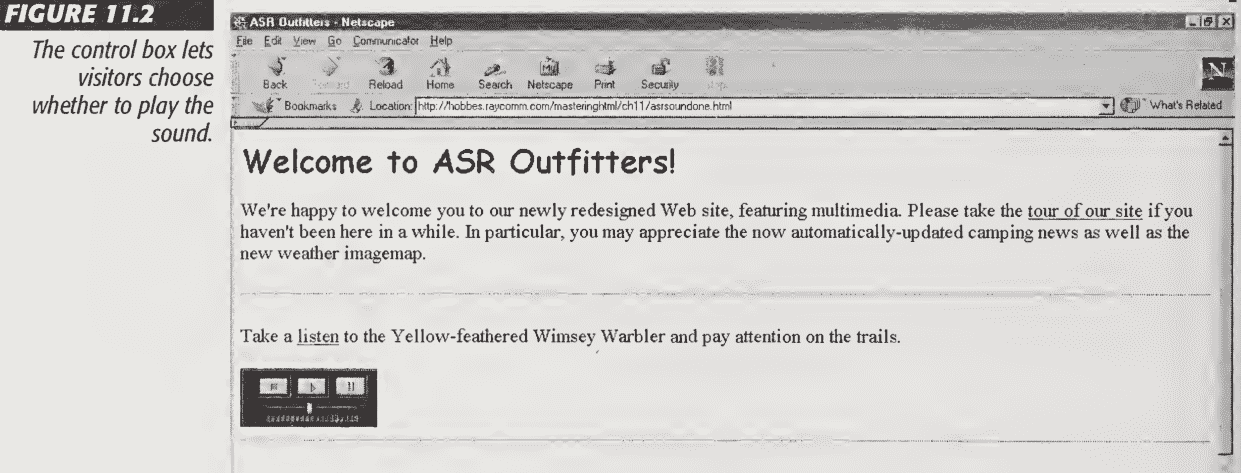 FIGURE 11.2
The control box lets
visitors choose
whether to play the
sound.
ASR Outfitters - Netscape
File Edit View Go Communicator Help
Back Forward Reload Home Search Netscape Print Security Stop
Bookmarks Location: http://hobbes.raycomm.com/masteringhtml/ch11/asrsoundone.html What's Related
Welcome to ASR Outfitters!
We're happy to welcome you to our newly redesigned Web site, featuring multimedia. Please take the tour of our site if you
haven't been here in a while. In particular, you may appreciate the now automatically-updated camping news as well as the
new weather imagemap.
Take a listen to the Yellow-feathered Wimsey Warbler and pay attention on the trails.